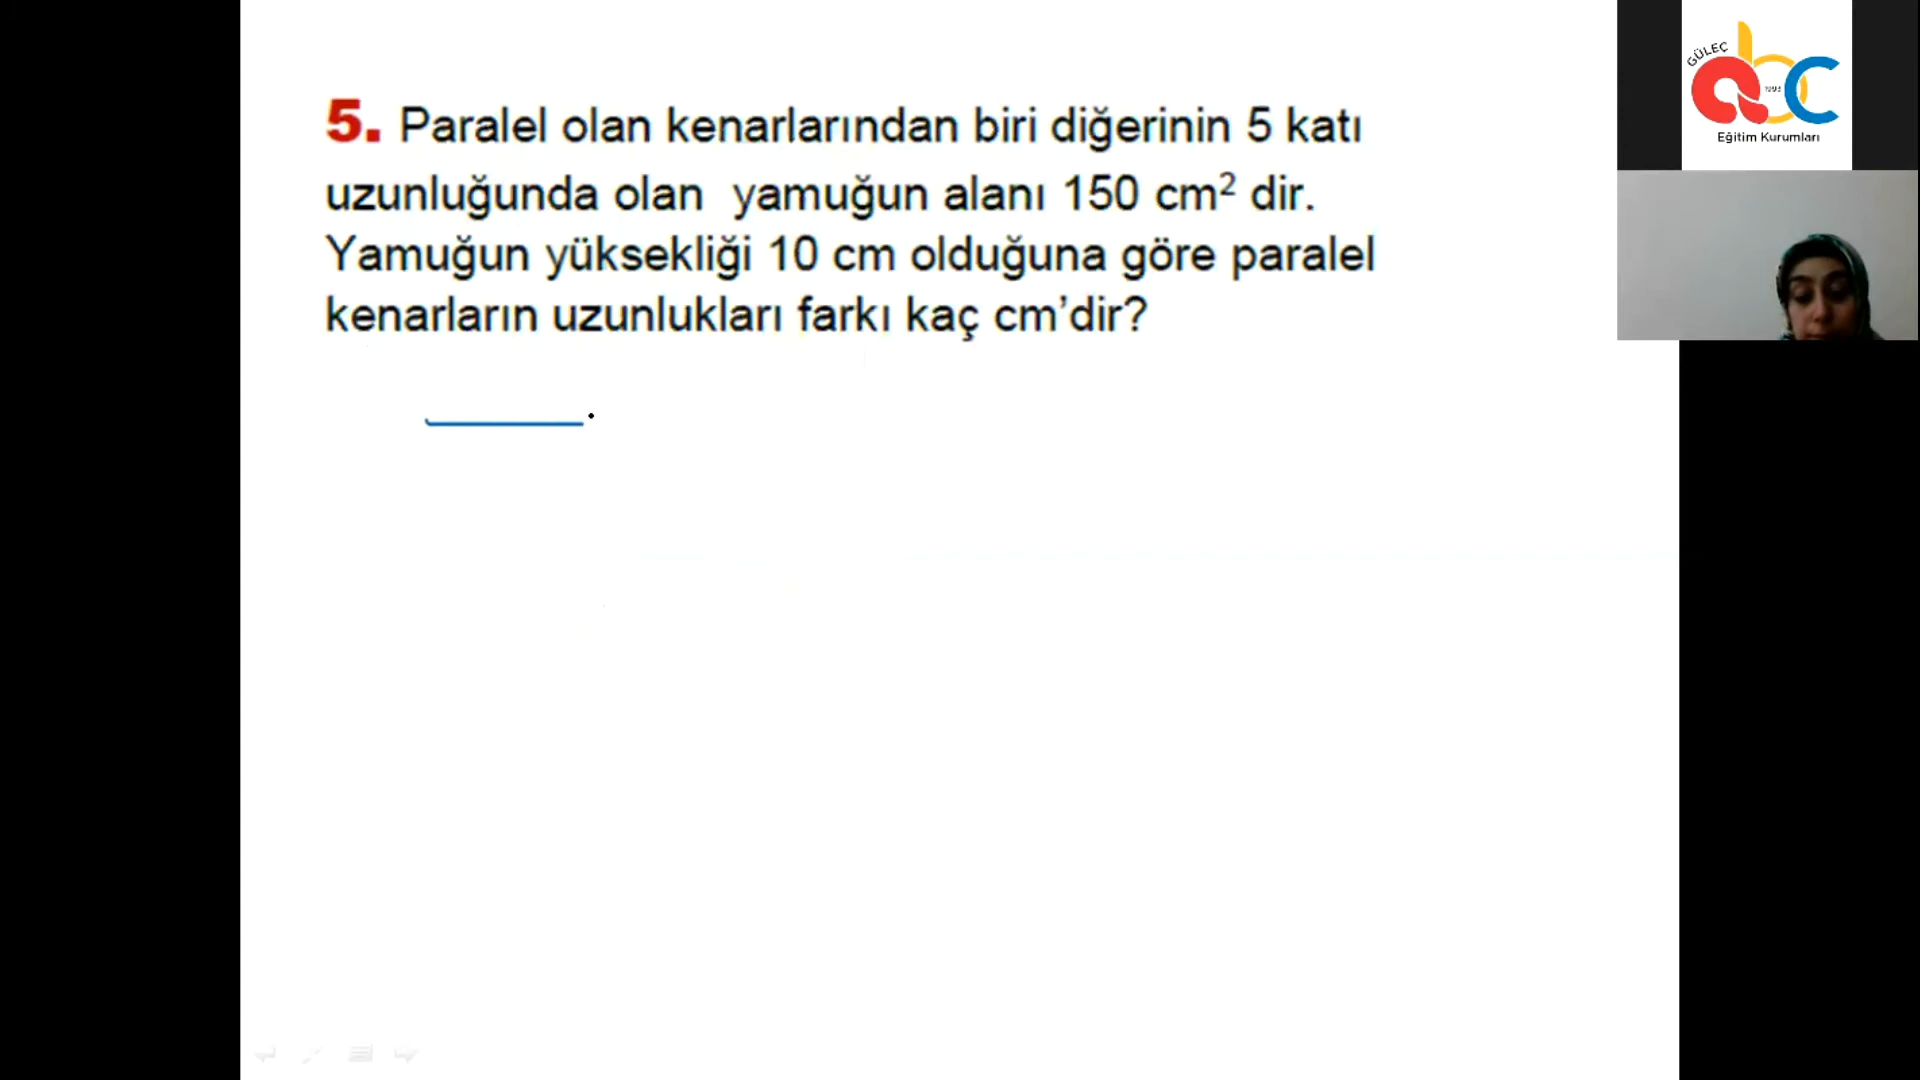 GÜLEÇ
abc
1993
Eğitim Kurumları
5. Paralel olan kenarlarından biri diğerinin 5 katı
uzunluğunda olan yamuğun alanı 150 cm² dir.
Yamuğun yüksekliği 10 cm olduğuna göre paralel
kenarların uzunlukları farkı kaç cm’dir?